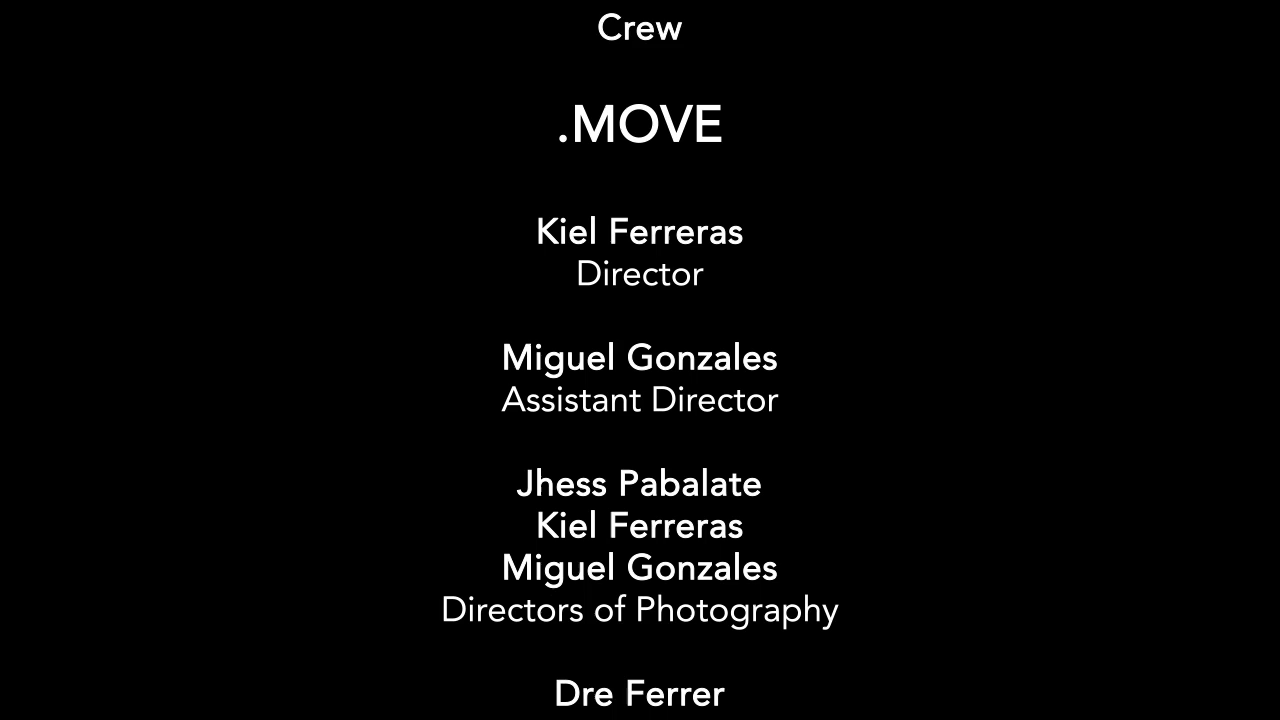 Crew
.MOVE
Kiel Ferreras
Director
Miguel Gonzales
Assistant Director
Jhess Pabalate
Kiel Ferreras
Miguel Gonzales
Directors of Photography
Dre Ferrer